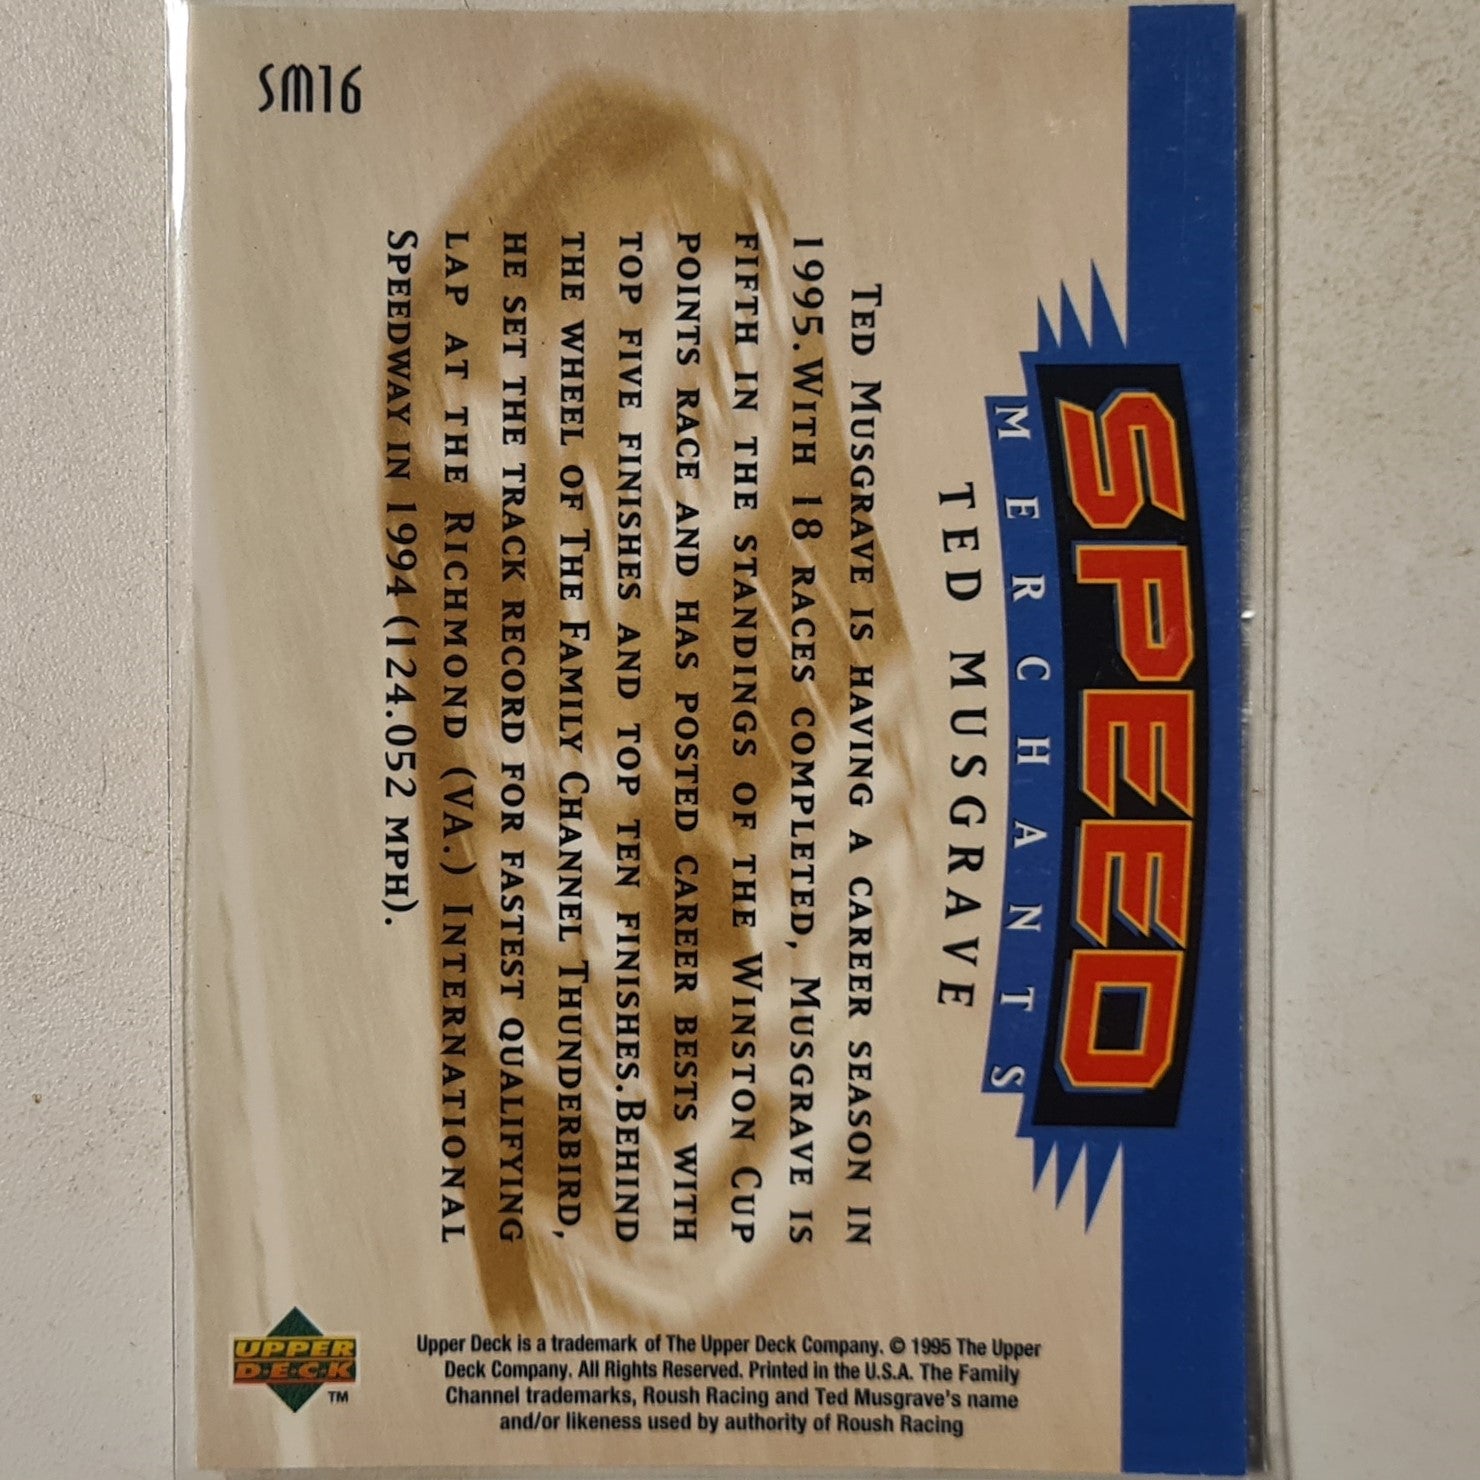 SM16
SPEED
MERCHANTS
TED MUSGRAVE
TED MUSGRAVE IS HAVING A CAREER SEASON IN
1995. WITH 18 RACES COMPLETED, MUSGRAVE IS
FIFTH IN THE STANDINGS OF THE WINSTON CUP
POINTS RACE AND HAS POSTED CAREER BESTS WITH
TOP FIVE FINISHES AND TOP TEN FINISHES. BEHIND
THE WHEEL OF THE FAMILY CHANNEL THUNDERBIRD,
HE SET THE TRACK RECORD FOR FASTEST QUALIFYING
LAP AT THE RICHMOND (VA.) INTERNATIONAL
SPEEDWAY IN 1994 (124.052 MPH).
UPPER
DECK
TM
Upper Deck is a trademark of The Upper Deck Company. © 1995 The Upper
Deck Company. All Rights Reserved. Printed in the U.S.A. The Family
Channel trademarks, Roush Racing and Ted Musgrave's name
and/or likeness used by authority of Roush Racing